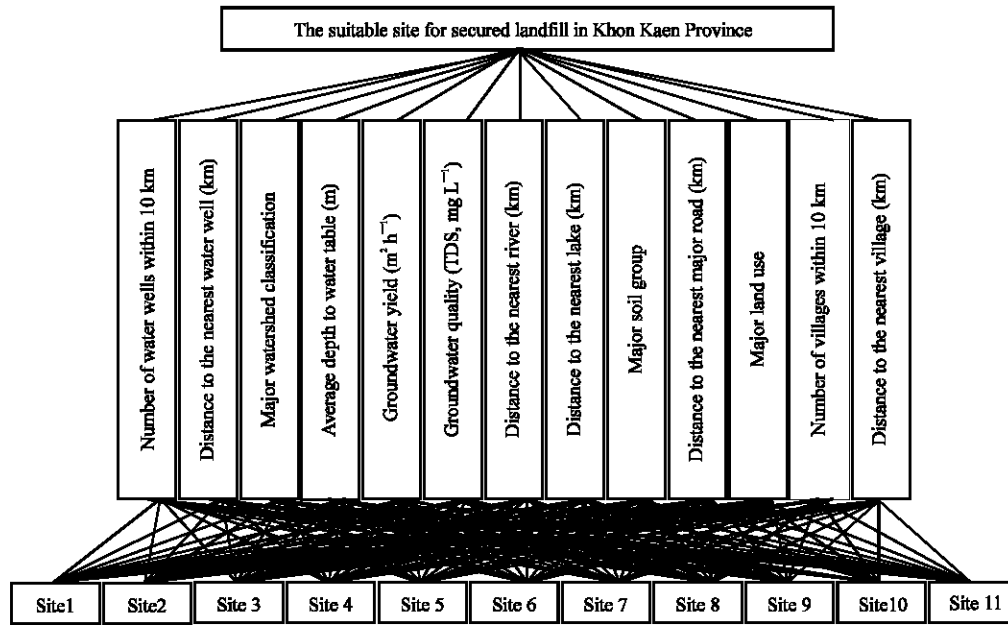 The suitable site for secured landfill in Khon Kaen Province
Number of water wells within 10 km
Distance to the nearest water well (km)
Major watershed classification
Average depth to water table (m)
Groundwater yield (m³ h⁻¹)
Groundwater quality (TDS, mg L⁻¹)
Distance to the nearest river (km)
Distance to the nearest lake (km)
Major soil group
Distance to the nearest major road (km)
Major land use
Number of villages within 10 km
Distance to the nearest village (km)
Site1
Site2
Site 3
Site 4
Site 5
Site 6
Site 7
Site 8
Site 9
Site10
Site 11